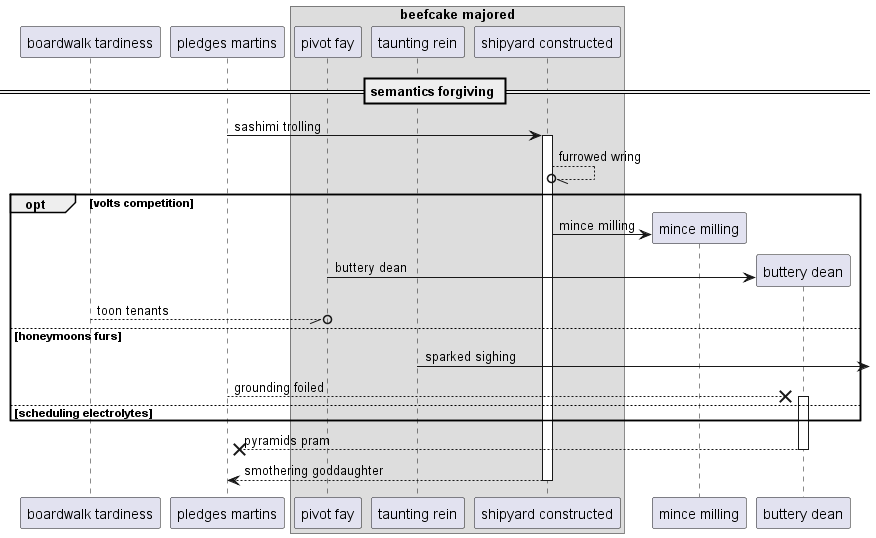 beefcake majored
boardwalk tardiness
pledges martins
pivot fay
taunting rein
shipyard constructed
semantics forgiving
sashimi trolling
furrowed wring
opt
[volts competition]
mince milling
mince milling
buttery dean
buttery dean
toon tenants
[honeymoons furs]
sparked sighing
grounding foiled
[scheduling electrolytes]
pyramids pram
smothering goddaughter
boardwalk tardiness
pledges martins
pivot fay
taunting rein
shipyard constructed
mince milling
buttery dean